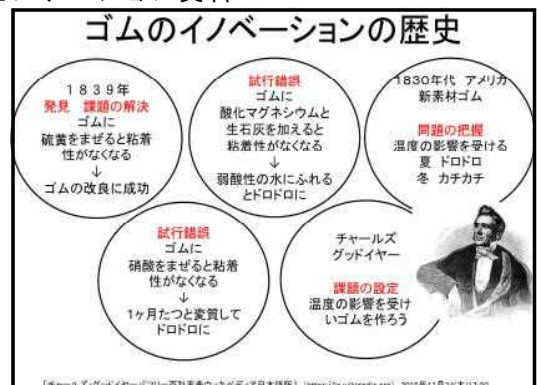 ゴムのイノベーションの歴史
1839年
発見 課題の解決
ゴムに
硫黄をまぜると粘着
性がなくなる
↓
ゴムの改良に成功
試行錯誤
ゴムに
酸化マグネシウムと
生石灰を加えると
粘着性がなくなる
↓
弱酸性の水にふれる
とドロドロに
1830年代 アメリカ
新素材ゴム
問題の把握
温度の影響を受ける
夏 ドロドロ
冬 カチカチ
試行錯誤
ゴムに
硝酸をまぜると粘着
性がなくなる
↓
1ヶ月たつと変質して
ドロドロに
チャールズ
グッドイヤー
課題の設定
温度の影響を受け
いゴムを作ろう